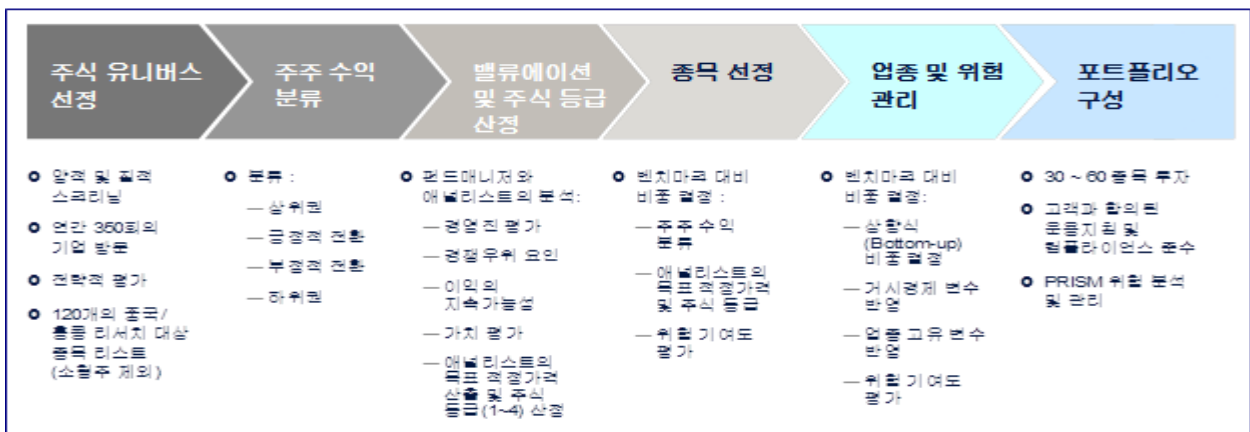 주식 유니버스
선정
주주 수익
분류
밸류에이션
및 주식 등급
산정
종목 선정
업종 및 위험
관리
포트폴리오
구성
양적 및 질적
스크리닝
연간 350회의
기업 방문
전략적 평가
120개의 중국/
홍콩 리서치 대상
종목 리스트
(소형주 제외)
분류 :
— 상위권
— 긍정적 전환
— 부정적 전환
— 하위권
펀드매니저와
애널리스트의 분석:
— 경영진 평가
— 경쟁우위 요인
— 이익의
지속가능성
— 가치 평가
— 애널리스트의
목표 적정가격
산출 및 주식
등급(1~4) 산정
벤치마크 대비
비중 결정 :
— 주주 수익
분류
— 애널리스트의
목표 적정가격
및 주식 등급
— 위험 기여도
평가
벤치마크 대비
비중 결정:
— 상향식
(Bottom-up)
비중 결정
— 거시경제 변수
반영
— 업종 고유 변수
반영
— 위험 기여도
평가
30 ~ 60 종목 투자
고객과 합의된
운용지침 및
컴플라이언스 준수
PRISM 위험 분석
및 관리